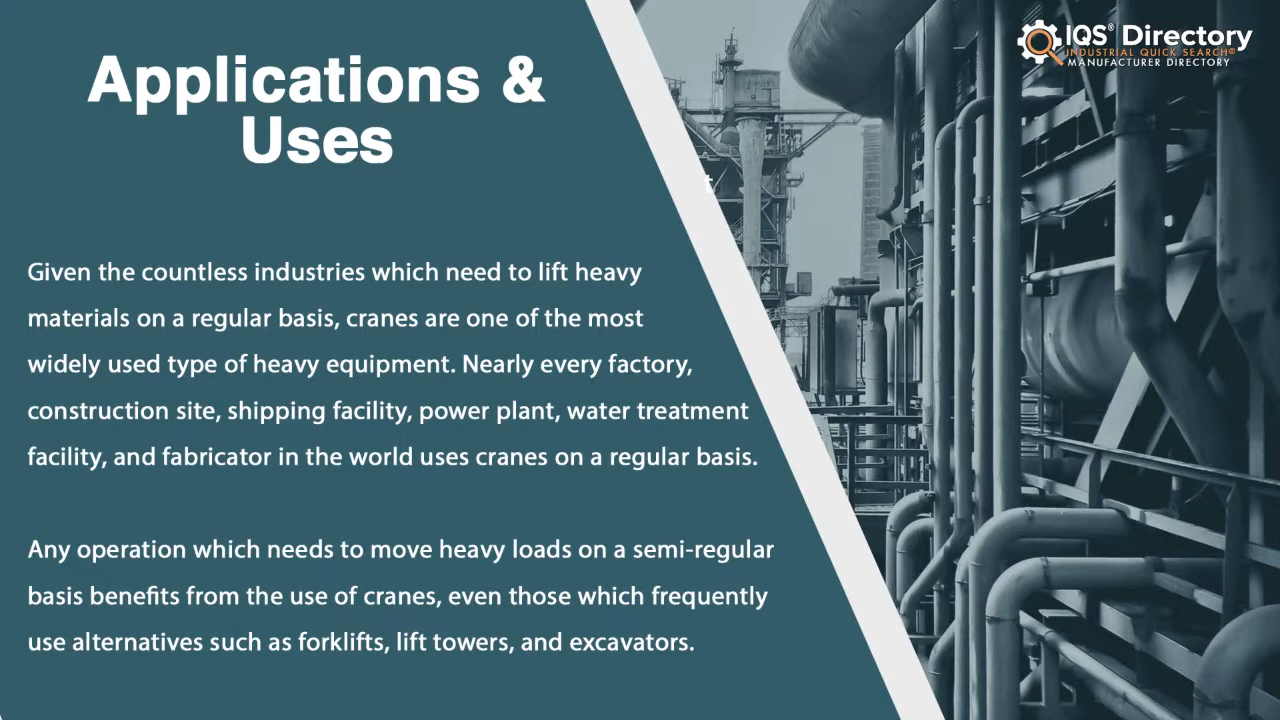 Applications &
Uses
IQS® Directory
INDUSTRIAL QUICK SEARCH®
MANUFACTURER DIRECTORY
t
Given the countless industries which need to lift heavy
materials on a regular basis, cranes are one of the most
widely used type of heavy equipment. Nearly every factory,
construction site, shipping facility, power plant, water treatment
facility, and fabricator in the world uses cranes on a regular basis.
Any operation which needs to move heavy loads on a semi-regular
basis benefits from the use of cranes, even those which frequently
use alternatives such as forklifts, lift towers, and excavators.